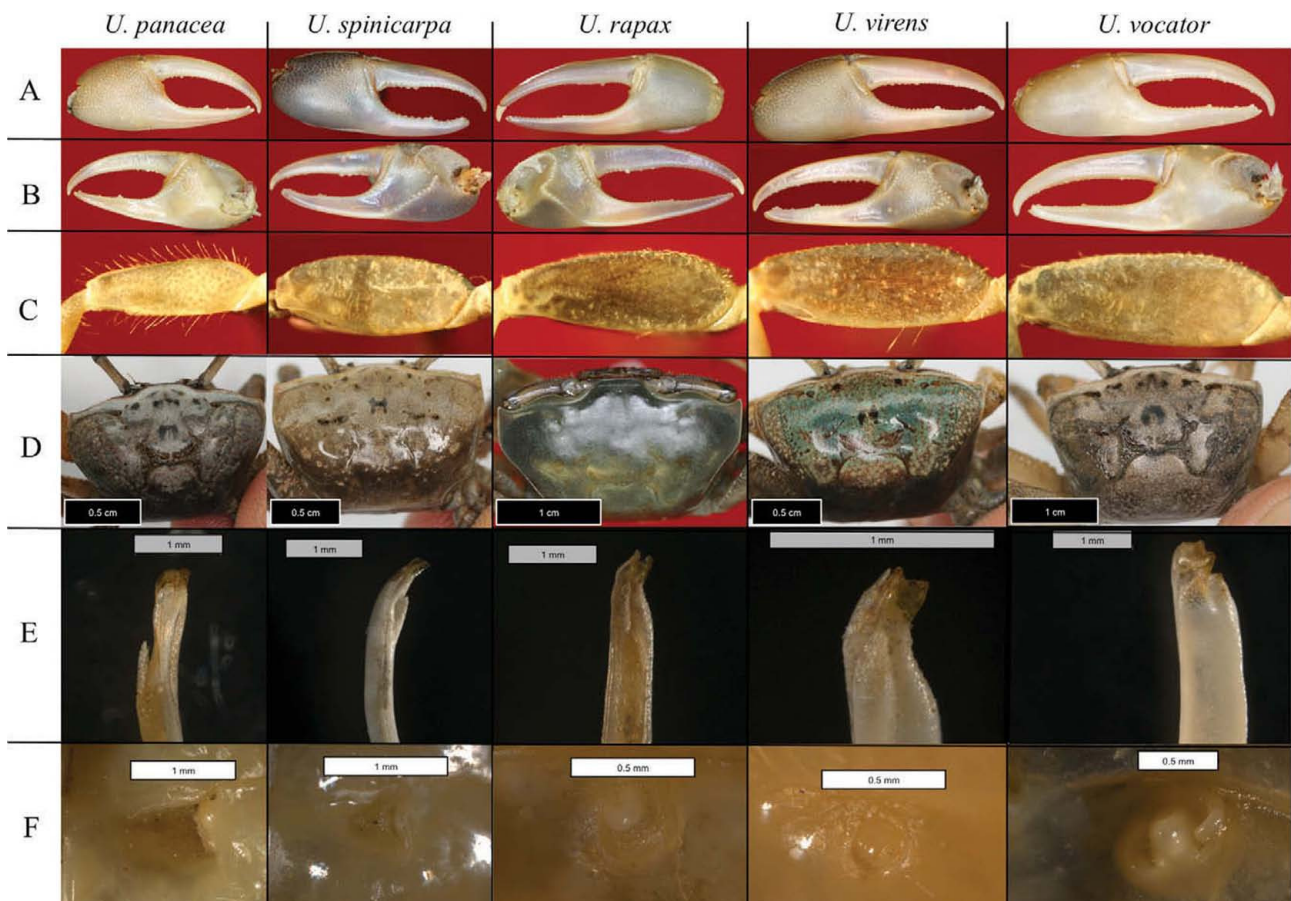 U. panacea U. spinicarpa U. rapax U. virens U. vocator
A
B
C
D
0.5 cm 0.5 cm 1 cm 0.5 cm 1 cm
1 mm 1 mm 1 mm 1 mm 1 mm
E
1 mm 1 mm 0.5 mm 0.5 mm 0.5 mm
F